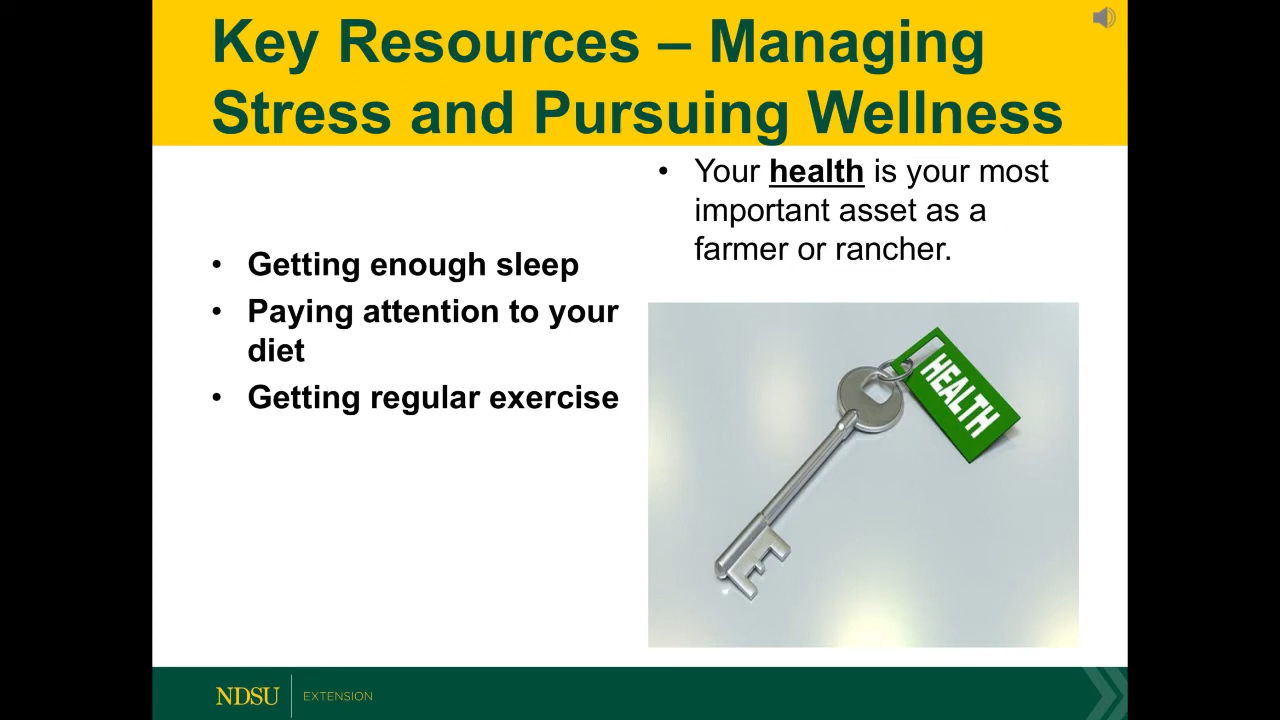 Key Resources – Managing
Stress and Pursuing Wellness
• Getting enough sleep
• Paying attention to your
diet
• Getting regular exercise
• Your health is your most
important asset as a
farmer or rancher.
HEALTH
NDSU
EXTENSION